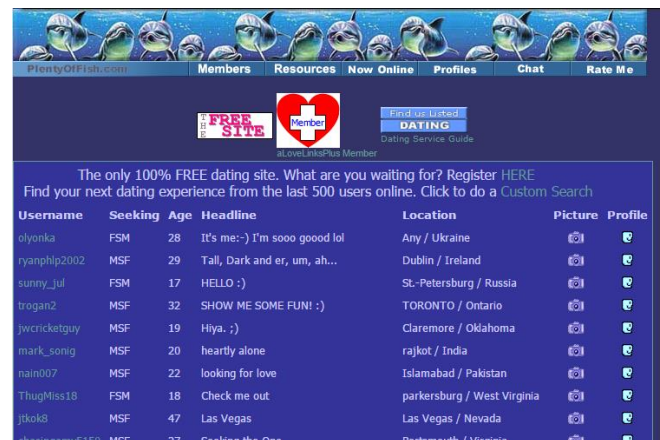 PlentyOfFish.com Members Resources Now Online Profiles Chat Rate Me
THE FREE SITE
Member
aLoveLinksPlus Member
Find us Listed
DATING
Dating Service Guide
The only 100% FREE dating site. What are you waiting for? Register HERE
Find your next dating experience from the last 500 users online. Click to do a Custom Search
Username Seeking Age Headline Location Picture Profile
olyonka FSM 28 It's me:-) I'm sooo goood lol Any / Ukraine
ryanphlp2002 MSF 29 Tall, Dark and er, um, ah... Dublin / Ireland
sunny_jul FSM 17 HELLO :) St.-Petersburg / Russia
trogan2 MSF 32 SHOW ME SOME FUN! :) TORONTO / Ontario
jwcricketguy MSF 19 Hiya. ;) Claremore / Oklahoma
mark_sonig MSF 20 heartly alone rajkot / India
nain007 MSF 22 looking for love Islamabad / Pakistan
ThugMiss18 FSM 18 Check me out parkersburg / West Virginia
jtkok8 MSF 47 Las Vegas Las Vegas / Nevada
MSF 37 Seeking the One Portsmouth / Virginia